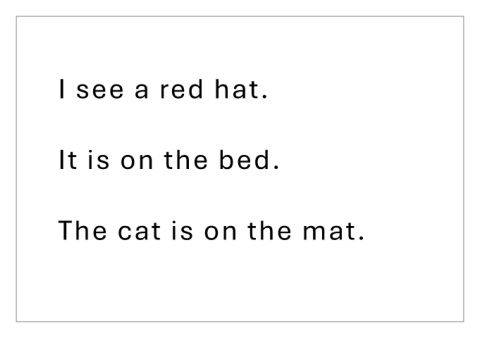 I see a red hat.
It is on the bed.
The cat is on the mat.